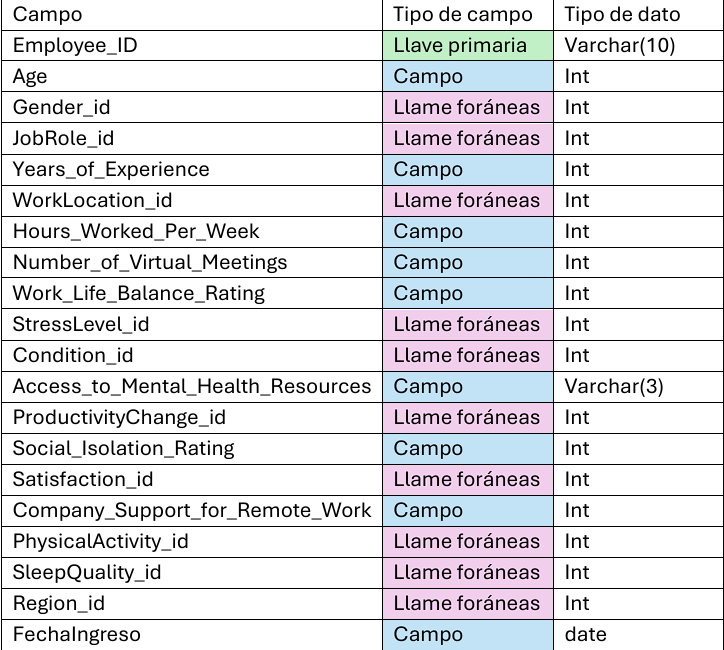 Campo Tipo de campo Tipo de dato
Employee_ID Llave primaria Varchar(10)
Age Campo Int
Gender_id Llame foráneas Int
JobRole_id Llame foráneas Int
Years_of_Experience Campo Int
WorkLocation_id Llame foráneas Int
Hours_Worked_Per_Week Campo Int
Number_of_Virtual_Meetings Campo Int
Work_Life_Balance_Rating Campo Int
StressLevel_id Llame foráneas Int
Condition_id Llame foráneas Int
Access_to_Mental_Health_Resources Campo Varchar(3)
ProductivityChange_id Llame foráneas Int
Social_Isolation_Rating Campo Int
Satisfaction_id Llame foráneas Int
Company_Support_for_Remote_Work Campo Int
PhysicalActivity_id Llame foráneas Int
SleepQuality_id Llame foráneas Int
Region_id Llame foráneas Int
FechaIngreso Campo date